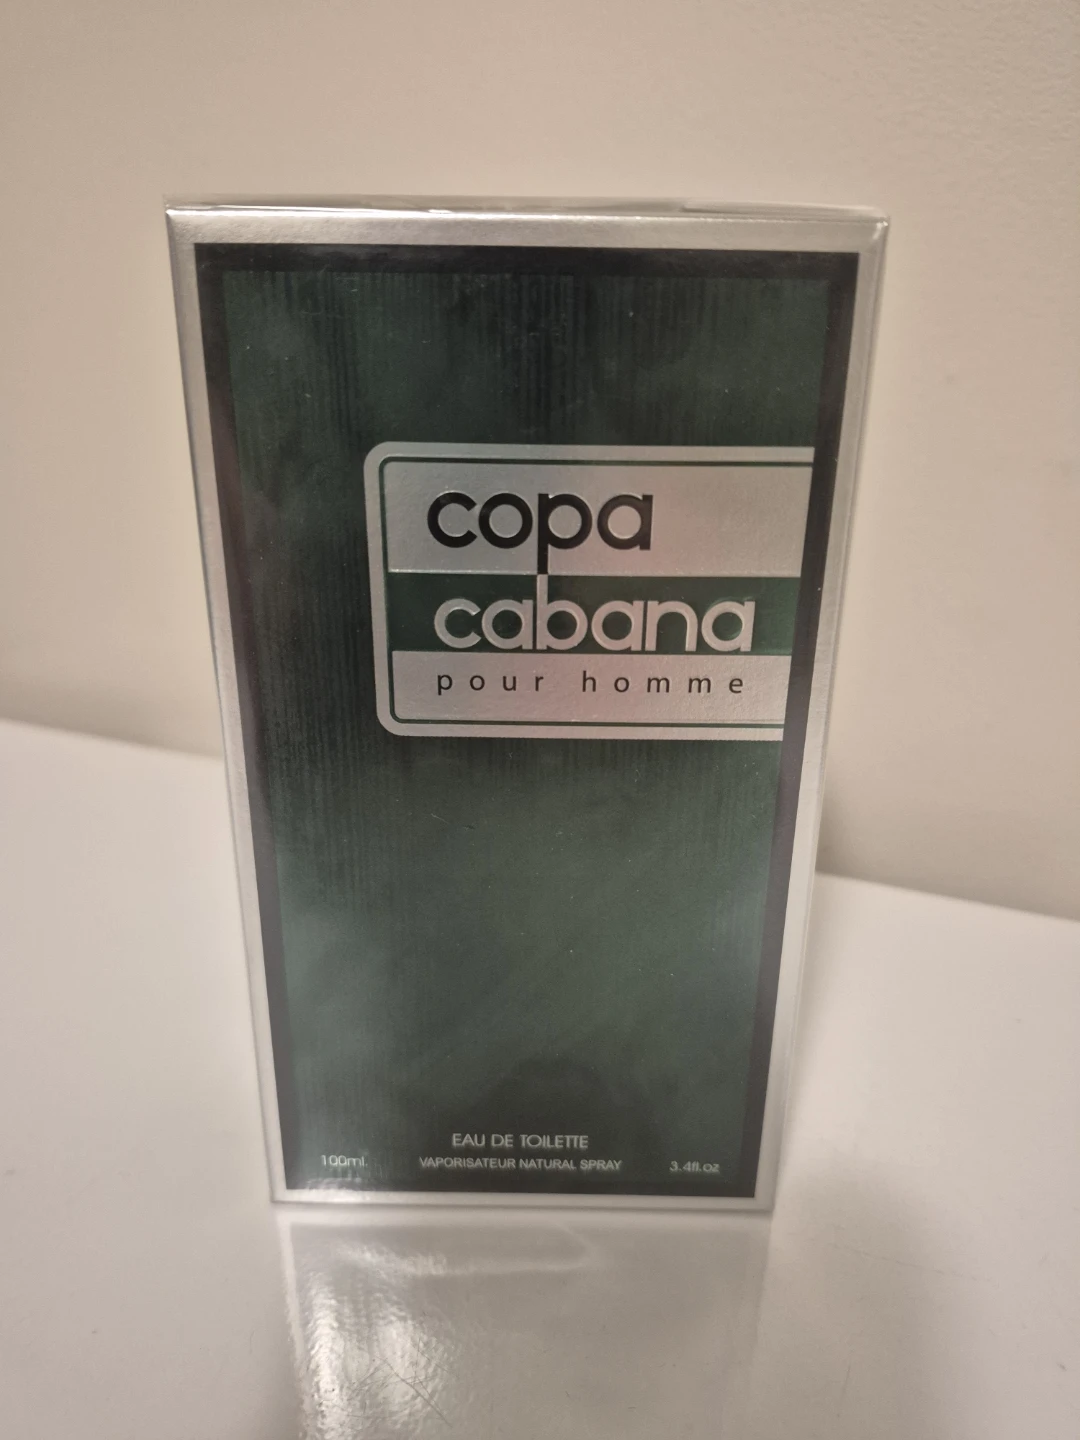 copa
cabana
pour homme
EAU DE TOILETTE
100ml. VAPORISATEUR NATURAL SPRAY 3.4fl.oz